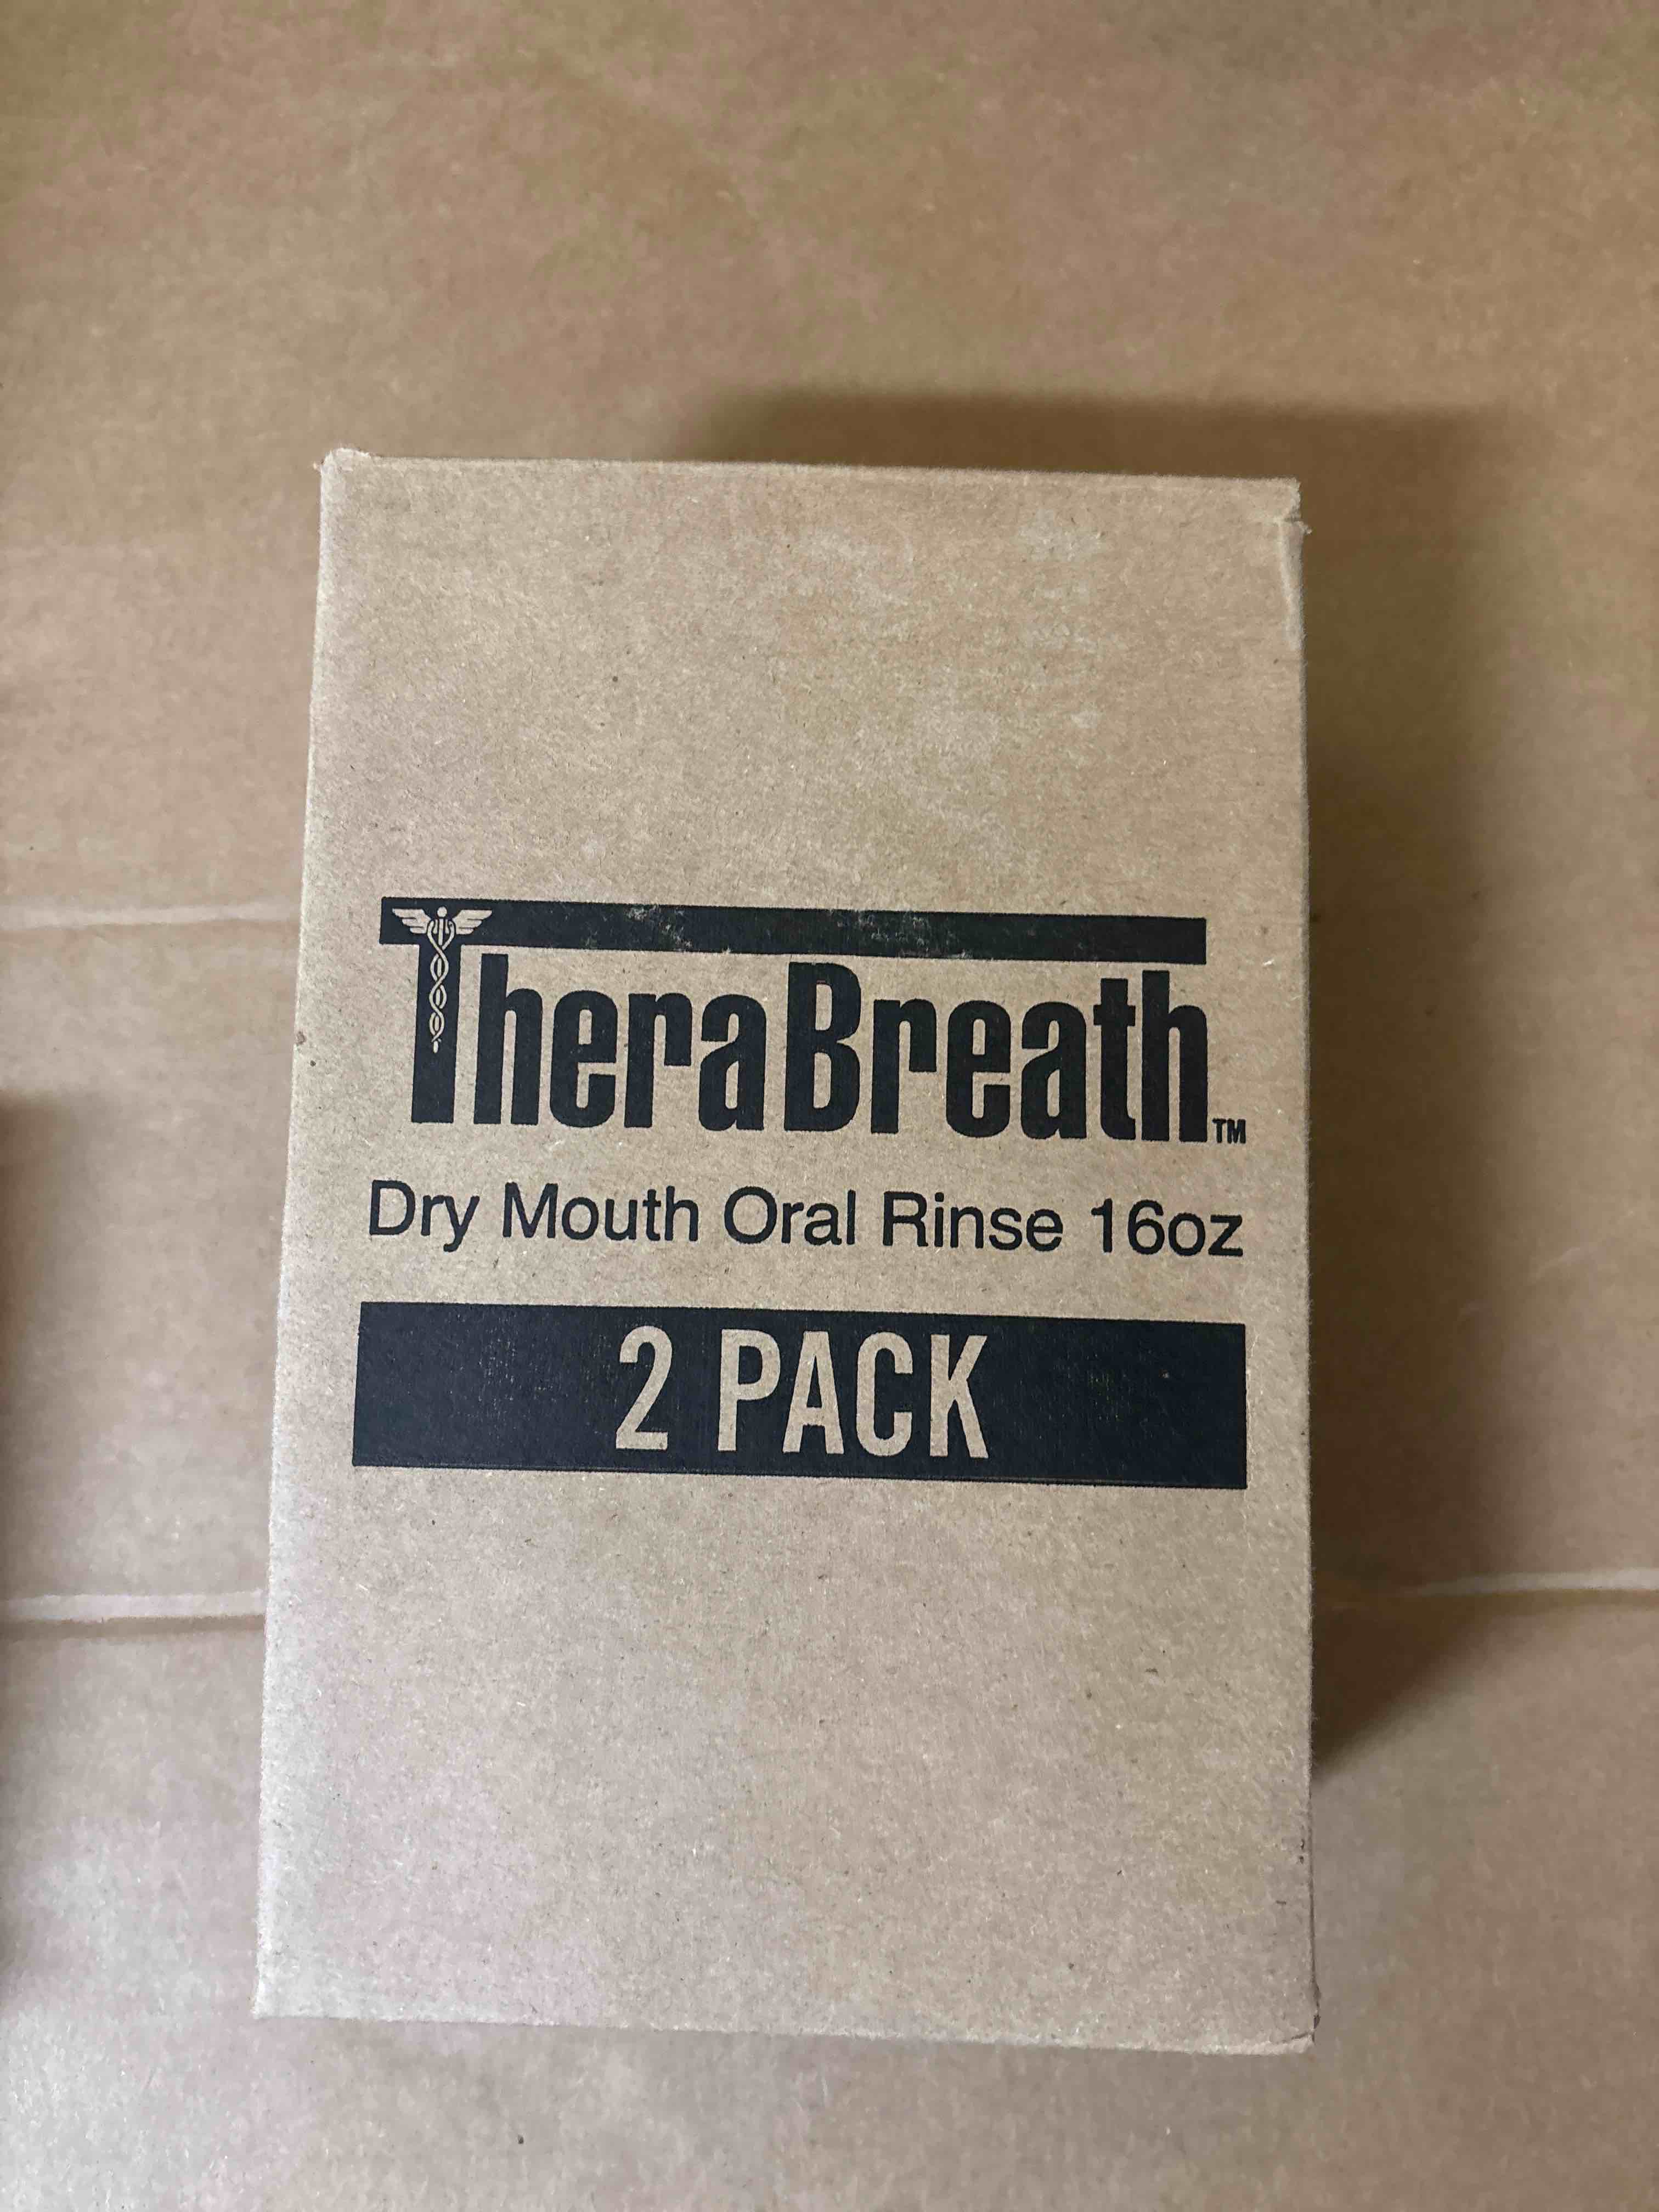 TheraBreath™
Dry Mouth Oral Rinse 16oz
2 PACK